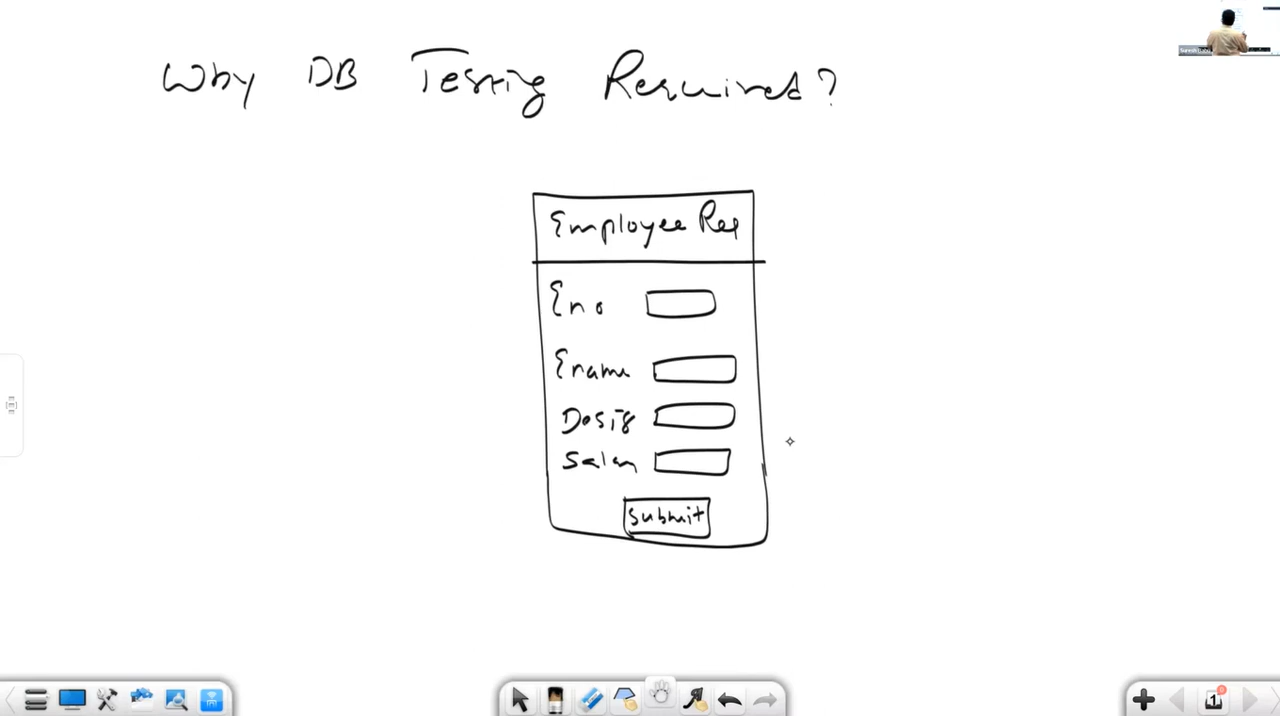 Why DB Testing Required?
Employee Reg
Eno
Ename
Desig
Salary
Submit